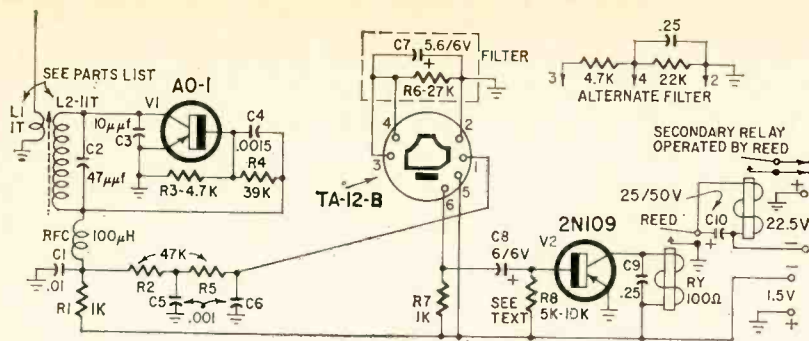 SEE PARTS LIST
L1
1T
L2-11T
C2
47μμf
10μμf
C3
V1
AO-1
C4
.0015
R4
39K
R3-4.7K
RFC
100μH
C1
.01
R1
1K
47K
R2
R5
C5
.001
C6
C7
5.6/6V
+
R6-27K
FILTER
4
2
3
1
6
5
TA-12-B
.25
3
4.7K
4
22K
2
ALTERNATE FILTER
SECONDARY RELAY
OPERATED BY REED
25/50V
REED
C10
+
+
22.5V
−
C8
6/6V
+
V2
2N109
R7
1K
SEE
TEXT
R8
5K-10K
C9
.25
RY
100Ω
−
1.5V
+